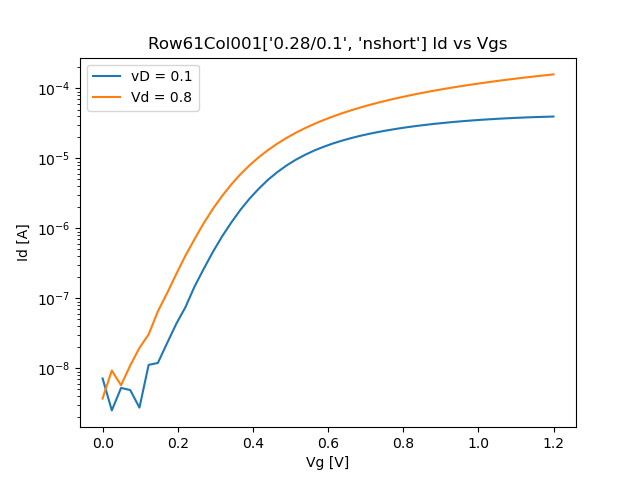 Row61Col001['0.28/0.1', 'nshort'] Id vs Vgs
vD = 0.1
Vd = 0.8
Id [A]
10⁻⁴
10⁻⁵
10⁻⁶
10⁻⁷
10⁻⁸
0.0 0.2 0.4 0.6 0.8 1.0 1.2
Vg [V]